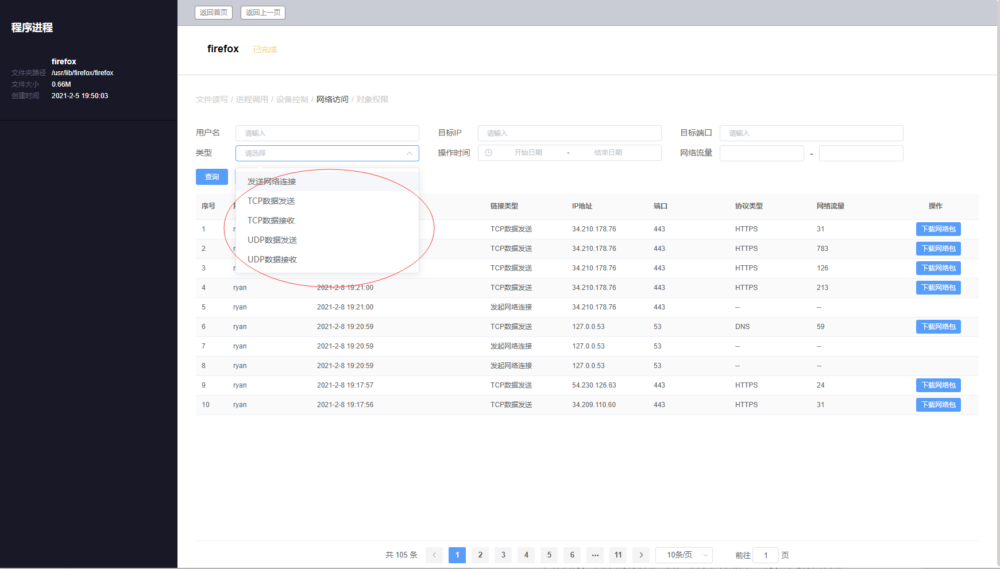 程序进程
firefox
文件夹路径 /usr/lib/firefox/firefox
文件大小 0.66M
创建时间 2021-2-5 19:50:03
返回首页 返回上一页
firefox 已完成
文件读写 / 进程调用 / 设备控制 / 网络访问 / 对象权限
用户名 请输入 目标IP 请输入 目标端口 请输入
类型 请选择 操作时间 开始日期 - 结束日期 网络流量 -
查询
发送网络连接
TCP数据发送
TCP数据接收
UDP数据发送
UDP数据接收
序号 链接类型 IP地址 端口 协议类型 网络流量 操作
1 TCP数据发送 34.210.178.76 443 HTTPS 31 下载网络包
2 TCP数据发送 34.210.178.76 443 HTTPS 783 下载网络包
3 TCP数据发送 34.210.178.76 443 HTTPS 126 下载网络包
4 ryan 2021-2-8 19:21:00 TCP数据发送 34.210.178.76 443 HTTPS 213 下载网络包
5 ryan 2021-2-8 19:21:00 发起网络连接 34.210.178.76 443 -- --
6 ryan 2021-2-8 19:20:59 TCP数据发送 127.0.0.53 53 DNS 59 下载网络包
7 ryan 2021-2-8 19:20:59 发起网络连接 127.0.0.53 53 -- --
8 ryan 2021-2-8 19:20:59 发起网络连接 127.0.0.53 53 -- --
9 ryan 2021-2-8 19:17:57 TCP数据发送 54.230.126.63 443 HTTPS 24 下载网络包
10 ryan 2021-2-8 19:17:56 TCP数据发送 34.209.110.60 443 HTTPS 31 下载网络包
共 105 条 1 2 3 4 5 6 ••• 11 10条/页 前往 1 页